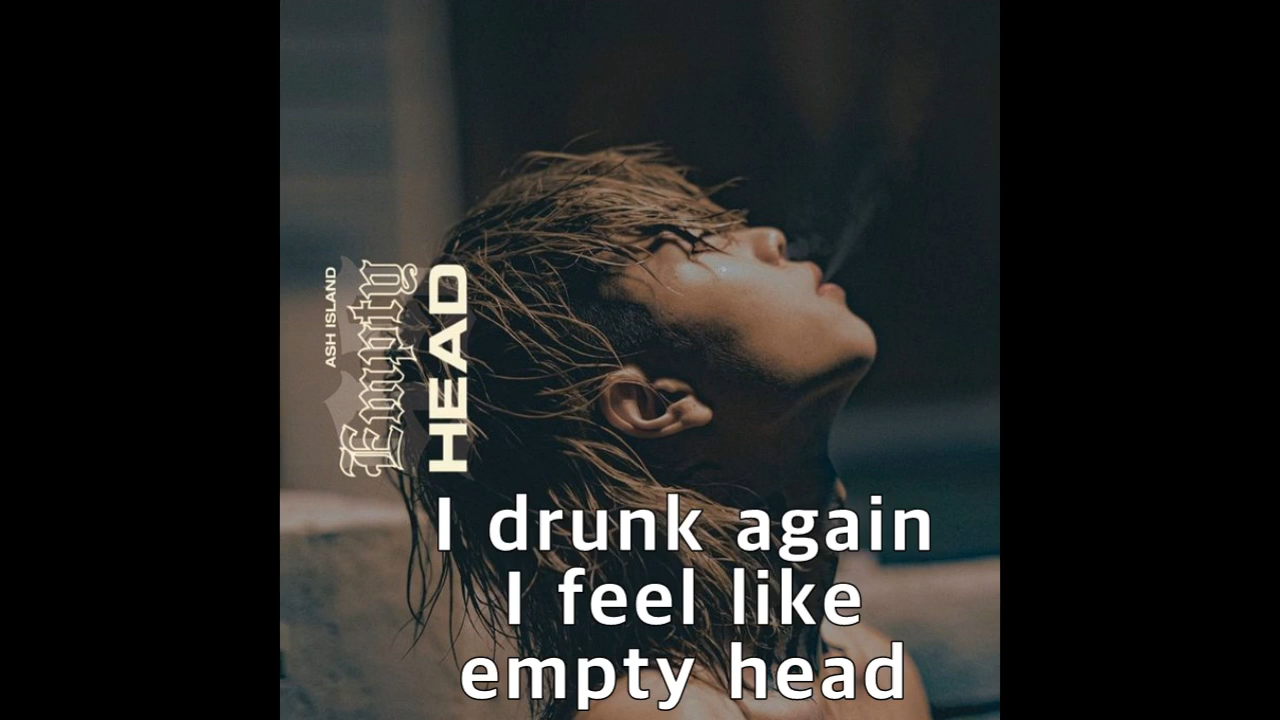 ASH ISLAND
Empty
HEAD
I drunk again
I feel like
empty head